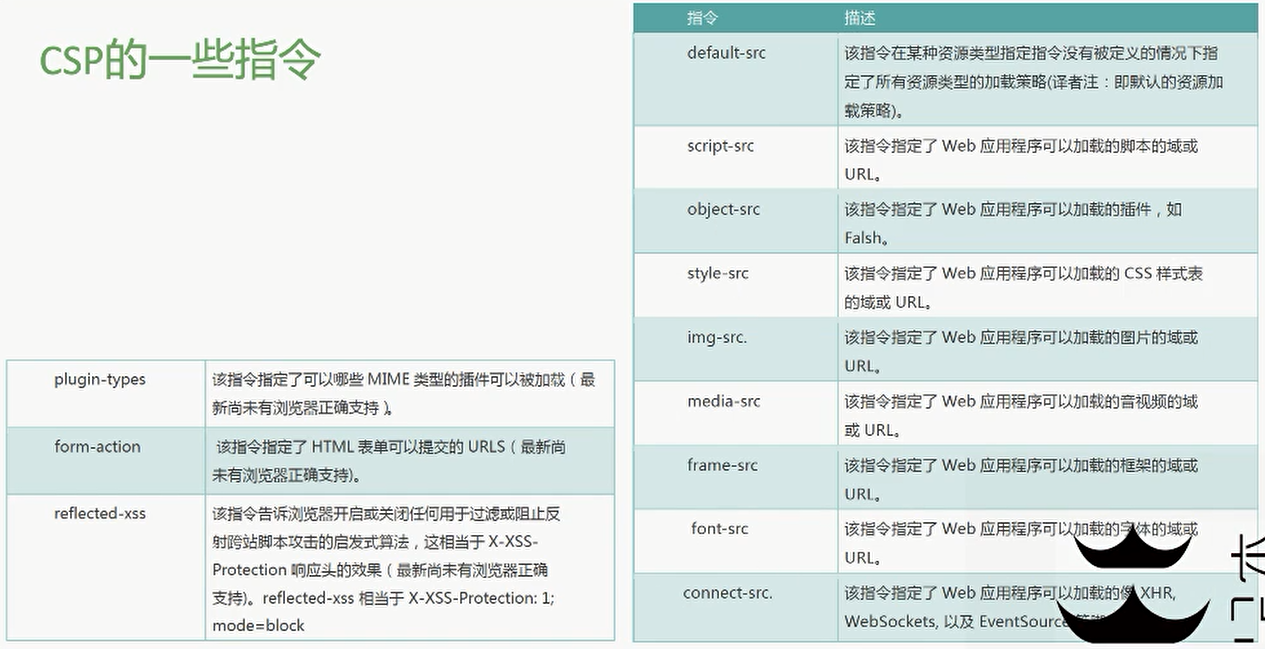 CSP的一些指令
plugin-types
该指令指定了可以哪些 MIME 类型的插件可以被加载（最
新尚未有浏览器正确支持）。
form-action
该指令指定了 HTML 表单可以提交的 URLS（最新尚
未有浏览器正确支持)。
reflected-xss
该指令告诉浏览器开启或关闭任何用于过滤或阻止反
射跨站脚本攻击的启发式算法，这相当于 X-XSS-
Protection 响应头的效果（最新尚未有浏览器正确
支持)。reflected-xss 相当于 X-XSS-Protection: 1;
mode=block
指令
描述
default-src
该指令在某种资源类型指定指令没有被定义的情况下指
定了所有资源类型的加载策略(译者注：即默认的资源加
载策略)。
script-src
该指令指定了 Web 应用程序可以加载的脚本的域或
URL。
object-src
该指令指定了 Web 应用程序可以加载的插件，如
Falsh。
style-src
该指令指定了 Web 应用程序可以加载的 CSS 样式表
的域或 URL。
img-src.
该指令指定了 Web 应用程序可以加载的图片的域或
URL。
media-src
该指令指定了 Web 应用程序可以加载的音视频的域
或 URL。
frame-src
该指令指定了 Web 应用程序可以加载的框架的域或
URL。
font-src
该指令指定了 Web 应用程序可以加载的字体的域或
URL。
connect-src.
该指令指定了 Web 应用程序可以加载的像 XHR,
WebSockets, 以及 EventSource